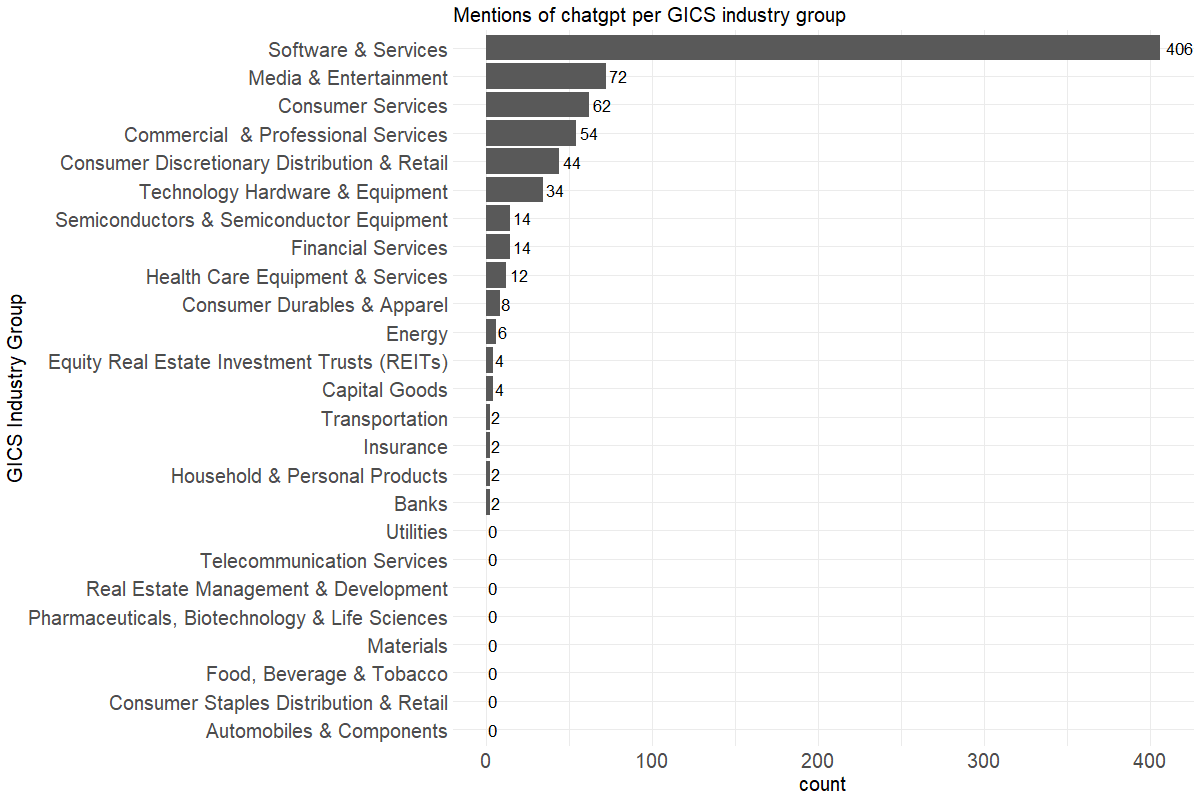 Mentions of chatgpt per GICS industry group
GICS Industry Group
Software & Services 406
Media & Entertainment 72
Consumer Services 62
Commercial  & Professional Services 54
Consumer Discretionary Distribution & Retail 44
Technology Hardware & Equipment 34
Semiconductors & Semiconductor Equipment 14
Financial Services 14
Health Care Equipment & Services 12
Consumer Durables & Apparel 8
Energy 6
Equity Real Estate Investment Trusts (REITs) 4
Capital Goods 4
Transportation 2
Insurance 2
Household & Personal Products 2
Banks 2
Utilities 0
Telecommunication Services 0
Real Estate Management & Development 0
Pharmaceuticals, Biotechnology & Life Sciences 0
Materials 0
Food, Beverage & Tobacco 0
Consumer Staples Distribution & Retail 0
Automobiles & Components 0
0 100 200 300 400
count